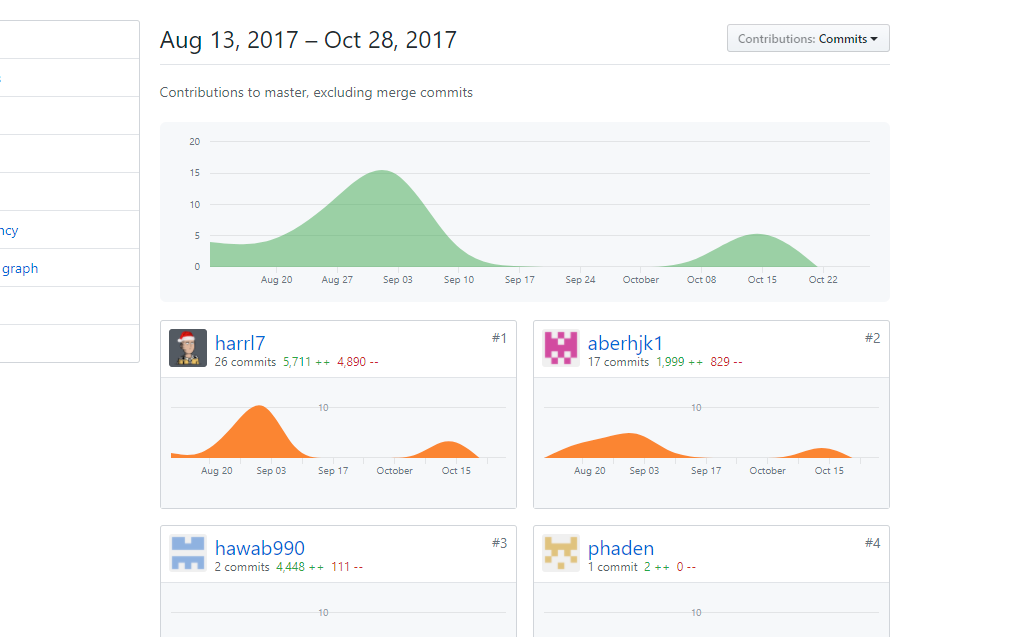 Aug 13, 2017 – Oct 28, 2017
Contributions: Commits
Contributions to master, excluding merge commits
ncy
graph
20
15
10
5
0
Aug 20 Aug 27 Sep 03 Sep 10 Sep 17 Sep 24 October Oct 08 Oct 15 Oct 22
harrl7 #1
26 commits 5,711 ++ 4,890 --
10
Aug 20 Sep 03 Sep 17 October Oct 15
aberhjk1 #2
17 commits 1,999 ++ 829 --
10
Aug 20 Sep 03 Sep 17 October Oct 15
hawab990 #3
2 commits 4,448 ++ 111 --
10
phaden #4
1 commit 2 ++ 0 --
10